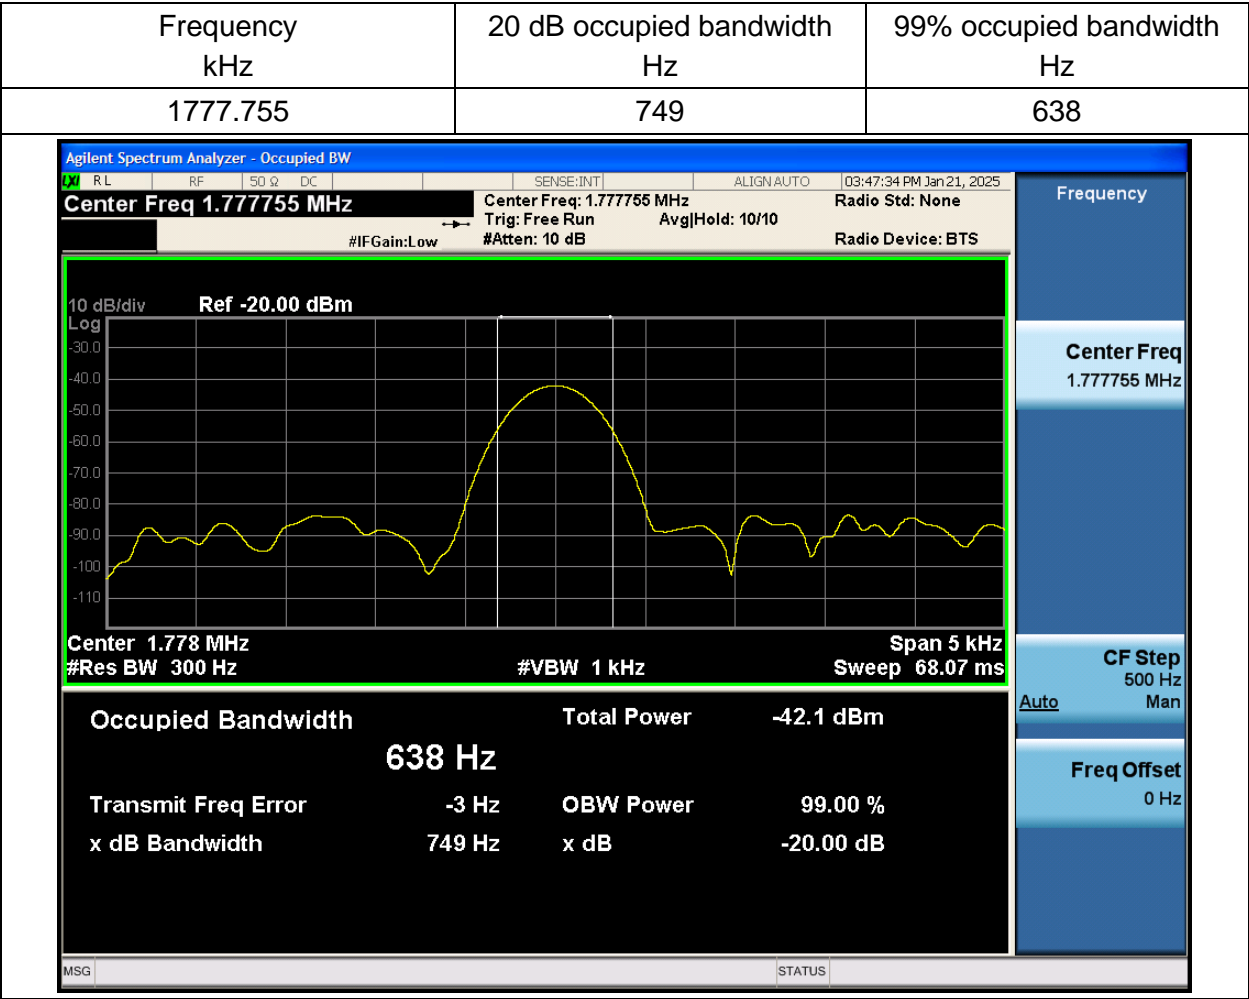 Frequency 20 dB occupied bandwidth 99% occupied bandwidth
kHz Hz Hz
1777.755 749 638
Agilent Spectrum Analyzer - Occupied BW
LXI RL RF 50 Ω DC SENSE:INT ALIGN AUTO 03:47:34 PM Jan 21, 2025
Center Freq 1.777755 MHz
Center Freq: 1.777755 MHz Radio Std: None
Trig: Free Run Avg|Hold: 10/10
#IFGain:Low #Atten: 10 dB Radio Device: BTS
Frequency
10 dB/div Ref -20.00 dBm
Log
-30.0
-40.0
-50.0
-60.0
-70.0
-80.0
-90.0
-100
-110
Center 1.778 MHz Span 5 kHz
#Res BW 300 Hz #VBW 1 kHz Sweep 68.07 ms
Occupied Bandwidth Total Power -42.1 dBm
638 Hz
Transmit Freq Error -3 Hz OBW Power 99.00 %
x dB Bandwidth 749 Hz x dB -20.00 dB
Center Freq
1.777755 MHz
CF Step
500 Hz
Auto Man
Freq Offset
0 Hz
MSG STATUS